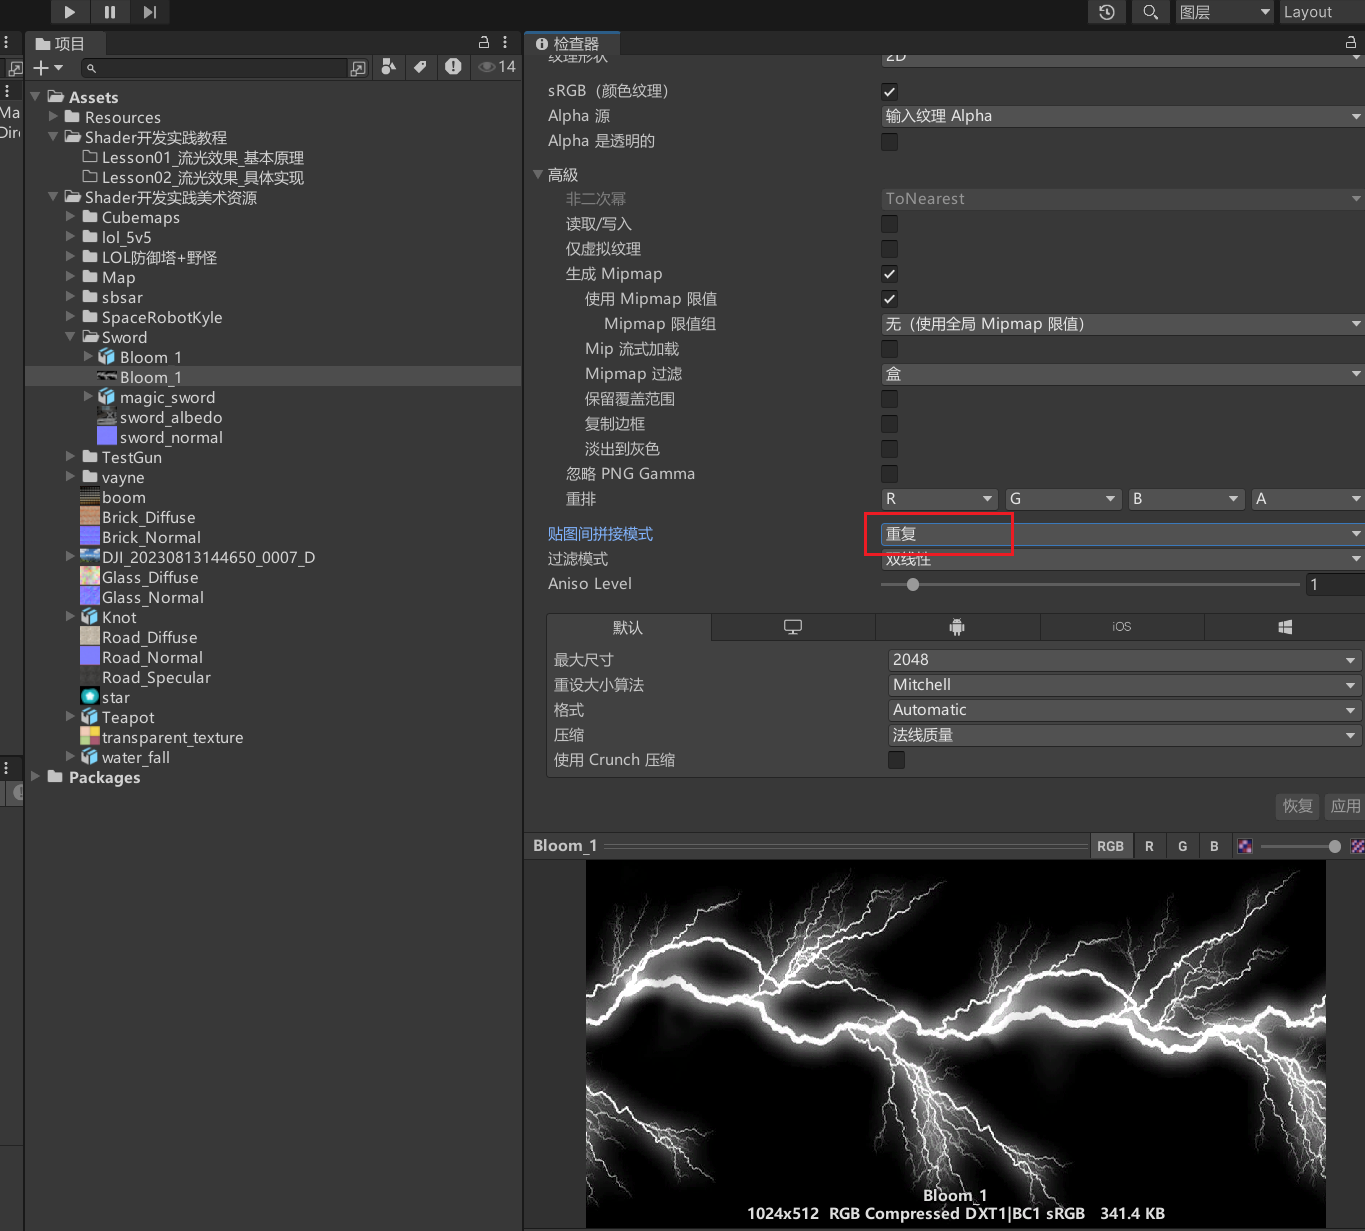 图层
Layout
项目
14
Ma
Dir
Assets
Resources
Shader开发实践教程
Lesson01_流光效果_基本原理
Lesson02_流光效果_具体实现
Shader开发实践美术资源
Cubemaps
lol_5v5
LOL防御塔+野怪
Map
sbsar
SpaceRobotKyle
Sword
Bloom_1
Bloom_1
magic_sword
sword_albedo
sword_normal
TestGun
vayne
boom
Brick_Diffuse
Brick_Normal
DJI_20230813144650_0007_D
Glass_Diffuse
Glass_Normal
Knot
Road_Diffuse
Road_Normal
Road_Specular
star
Teapot
transparent_texture
water_fall
Packages
检查器
纹理形状 2D
sRGB（颜色纹理）
Alpha 源 输入纹理 Alpha
Alpha 是透明的
高级
非二次幂 ToNearest
读取/写入
仅虚拟纹理
生成 Mipmap
使用 Mipmap 限值
Mipmap 限值组 无（使用全局 Mipmap 限值）
Mip 流式加载
Mipmap 过滤 盒
保留覆盖范围
复制边框
淡出到灰色
忽略 PNG Gamma
重排 R G B A
贴图间拼接模式 重复
过滤模式 双线性
Aniso Level 1
默认 iOS
最大尺寸 2048
重设大小算法 Mitchell
格式 Automatic
压缩 法线质量
使用 Crunch 压缩
恢复 应用
Bloom_1 RGB R G B
Bloom_1
1024x512 RGB Compressed DXT1|BC1 sRGB 341.4 KB